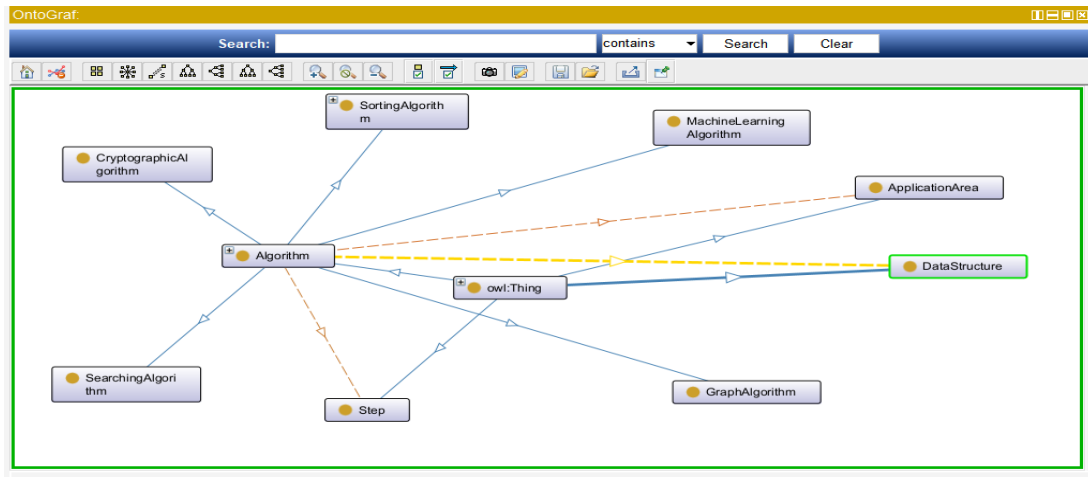 OntoGraf:
Search:
contains
Search
Clear
SortingAlgorith
m
MachineLearning
Algorithm
CryptographicAl
gorithm
ApplicationArea
Algorithm
DataStructure
owl:Thing
SearchingAlgori
thm
GraphAlgorithm
Step